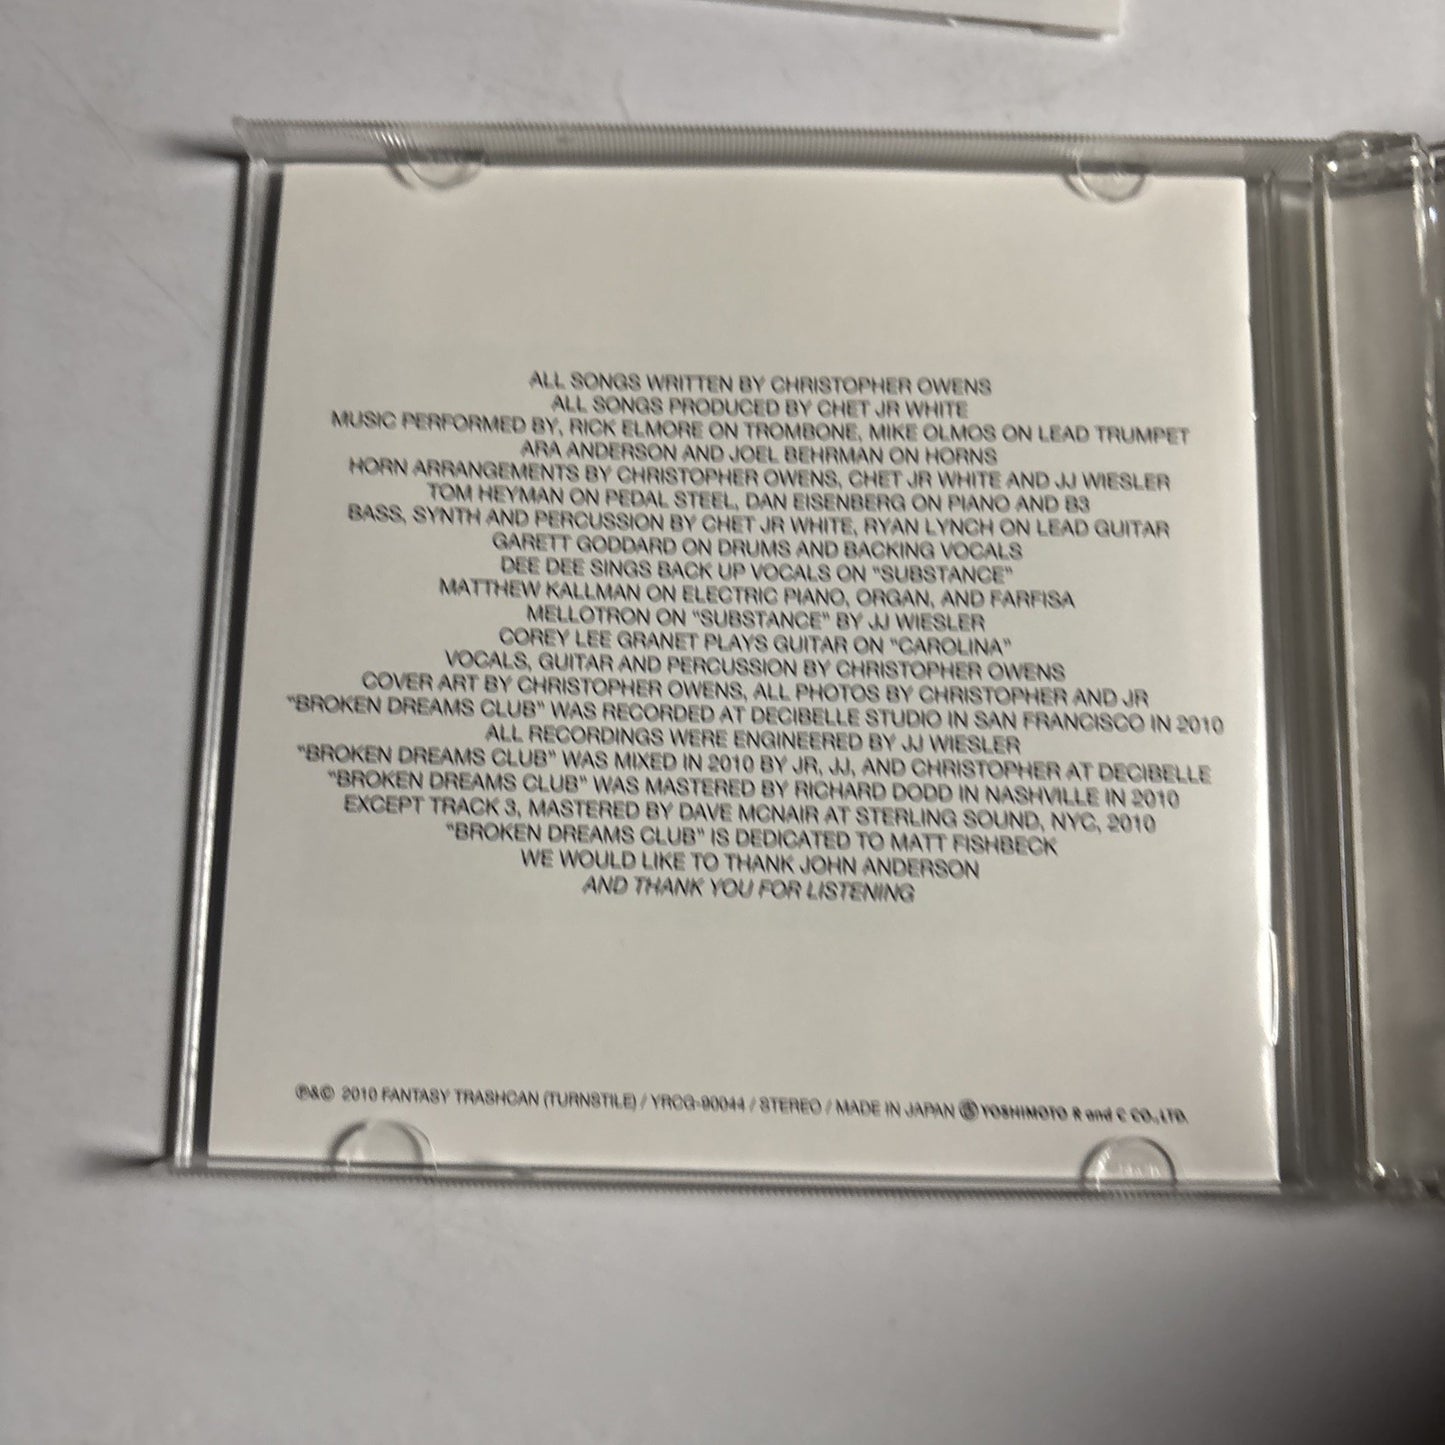 ALL SONGS WRITTEN BY CHRISTOPHER OWENS
ALL SONGS PRODUCED BY CHET JR WHITE
MUSIC PERFORMED BY, RICK ELMORE ON TROMBONE, MIKE OLMOS ON LEAD TRUMPET
ARA ANDERSON AND JOEL BEHRMAN ON HORNS
HORN ARRANGEMENTS BY CHRISTOPHER OWENS, CHET JR WHITE AND JJ WIESLER
TOM HEYMAN ON PEDAL STEEL, DAN EISENBERG ON PIANO AND B3
BASS, SYNTH AND PERCUSSION BY CHET JR WHITE, RYAN LYNCH ON LEAD GUITAR
GARETT GODDARD ON DRUMS AND BACKING VOCALS
DEE DEE SINGS BACK UP VOCALS ON "SUBSTANCE"
MATTHEW KALLMAN ON ELECTRIC PIANO, ORGAN, AND FARFISA
MELLOTRON ON "SUBSTANCE" BY JJ WIESLER
COREY LEE GRANET PLAYS GUITAR ON "CAROLINA"
VOCALS, GUITAR AND PERCUSSION BY CHRISTOPHER OWENS
COVER ART BY CHRISTOPHER OWENS, ALL PHOTOS BY CHRISTOPHER AND JR
"BROKEN DREAMS CLUB" WAS RECORDED AT DECIBELLE STUDIO IN SAN FRANCISCO IN 2010
ALL RECORDINGS WERE ENGINEERED BY JJ WIESLER
"BROKEN DREAMS CLUB" WAS MIXED IN 2010 BY JR, JJ, AND CHRISTOPHER AT DECIBELLE
"BROKEN DREAMS CLUB" WAS MASTERED BY RICHARD DODD IN NASHVILLE IN 2010
EXCEPT TRACK 3, MASTERED BY DAVE MCNAIR AT STERLING SOUND, NYC, 2010
"BROKEN DREAMS CLUB" IS DEDICATED TO MATT FISHBECK
WE WOULD LIKE TO THANK JOHN ANDERSON
AND THANK YOU FOR LISTENING
℗&© 2010 FANTASY TRASHCAN (TURNSTILE) / YRCG-90044 / STEREO / MADE IN JAPAN Ⓢ YOSHIMOTO R and C CO.,LTD.